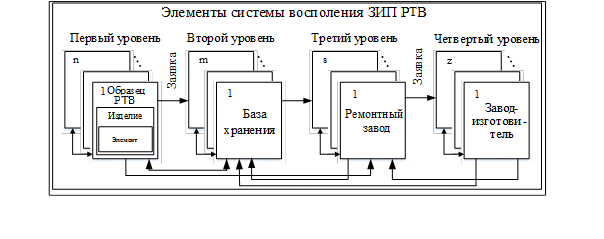 Элементы системы восполения ЗИП РТВ
Первый уровень
Заявка
Второй уровень
Третий уровень
Заявка
Четвертый уровень
n
m
s
z
1 Образец
РТВ
Изделие
Элемент
1
База
хранения
1
Ремонтный
завод
1
Завод-
изготови-
тель